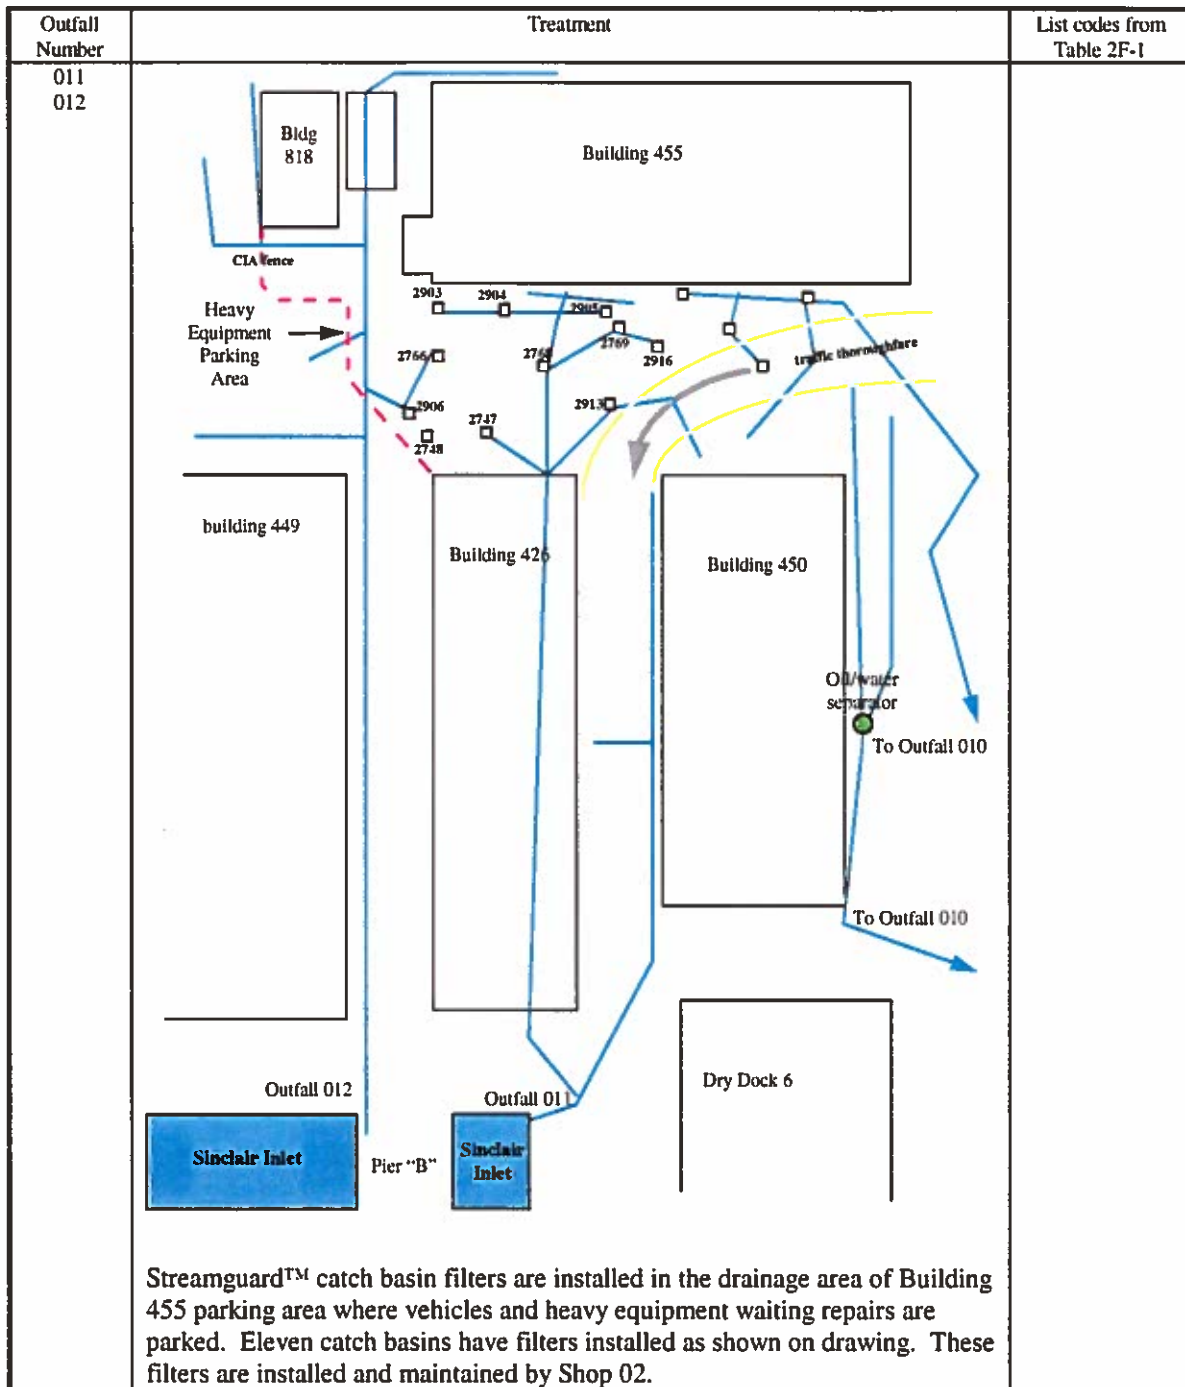 Outfall Number
Treatment
List codes from Table 2F-1
011
012
Bldg 818
Building 455
CIA fence
Heavy
Equipment
Parking
Area
2903
2904
2905
2769
2916
2766
2768
2906
2748
2747
2913
traffic thoroughfare
building 449
Building 426
Building 450
Oil/water
separator
To Outfall 010
To Outfall 010
Outfall 012
Outfall 011
Dry Dock 6
Sinclair Inlet
Pier "B"
Sinclair
Inlet
Streamguard™ catch basin filters are installed in the drainage area of Building
455 parking area where vehicles and heavy equipment waiting repairs are
parked. Eleven catch basins have filters installed as shown on drawing. These
filters are installed and maintained by Shop 02.